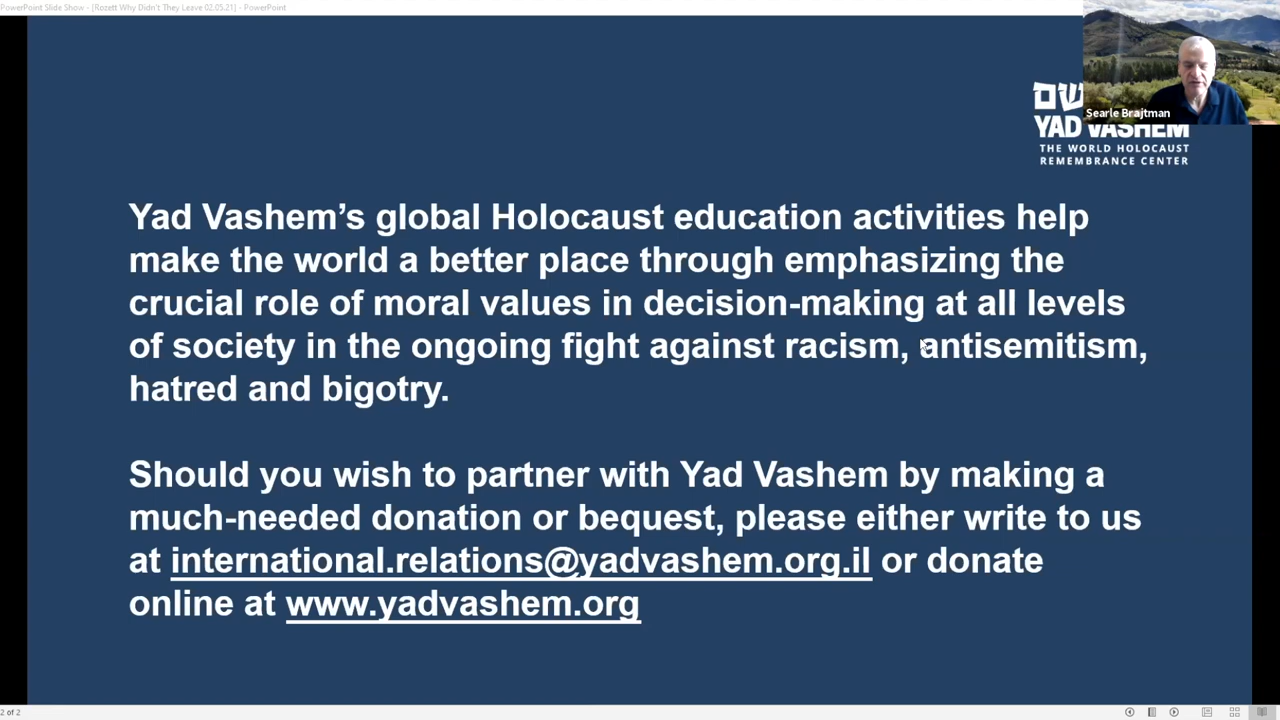 PowerPoint Slide Show - [Rozett Why Didn't They Leave 02.05.21] - PowerPoint
Searle Brajtman
YAD VASHEM
THE WORLD HOLOCAUST
REMEMBRANCE CENTER
Yad Vashem’s global Holocaust education activities help
make the world a better place through emphasizing the
crucial role of moral values in decision-making at all levels
of society in the ongoing fight against racism, antisemitism,
hatred and bigotry.
Should you wish to partner with Yad Vashem by making a
much-needed donation or bequest, please either write to us
at international.relations@yadvashem.org.il or donate
online at www.yadvashem.org
2 of 2